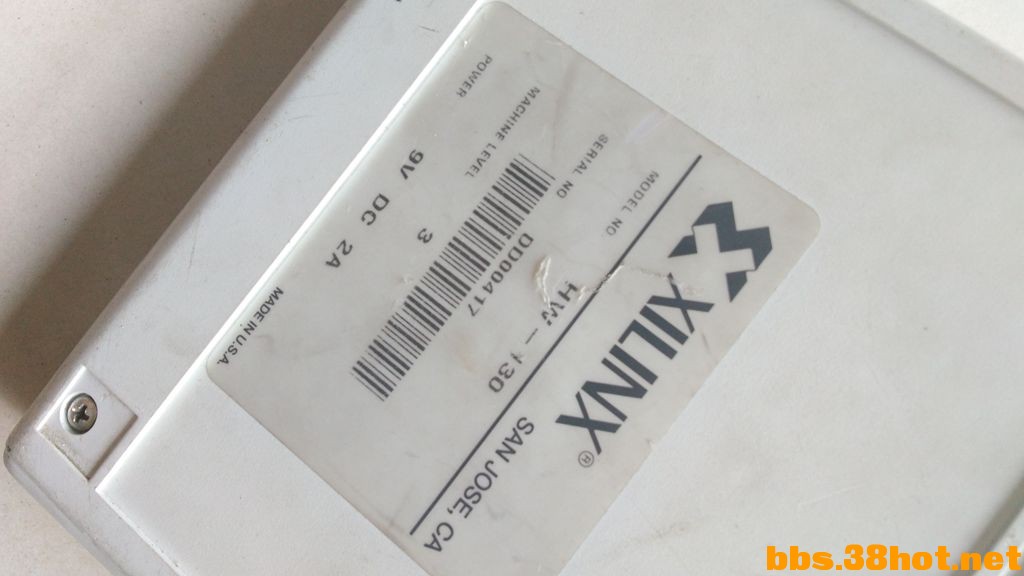 XILINX®
SAN JOSE, CA
MODEL NO HW-130
SERIAL NO DD00417
MACHINE LEVEL 3
POWER 9V DC 2A
MADE IN U.S.A.
bbs.38hot.net